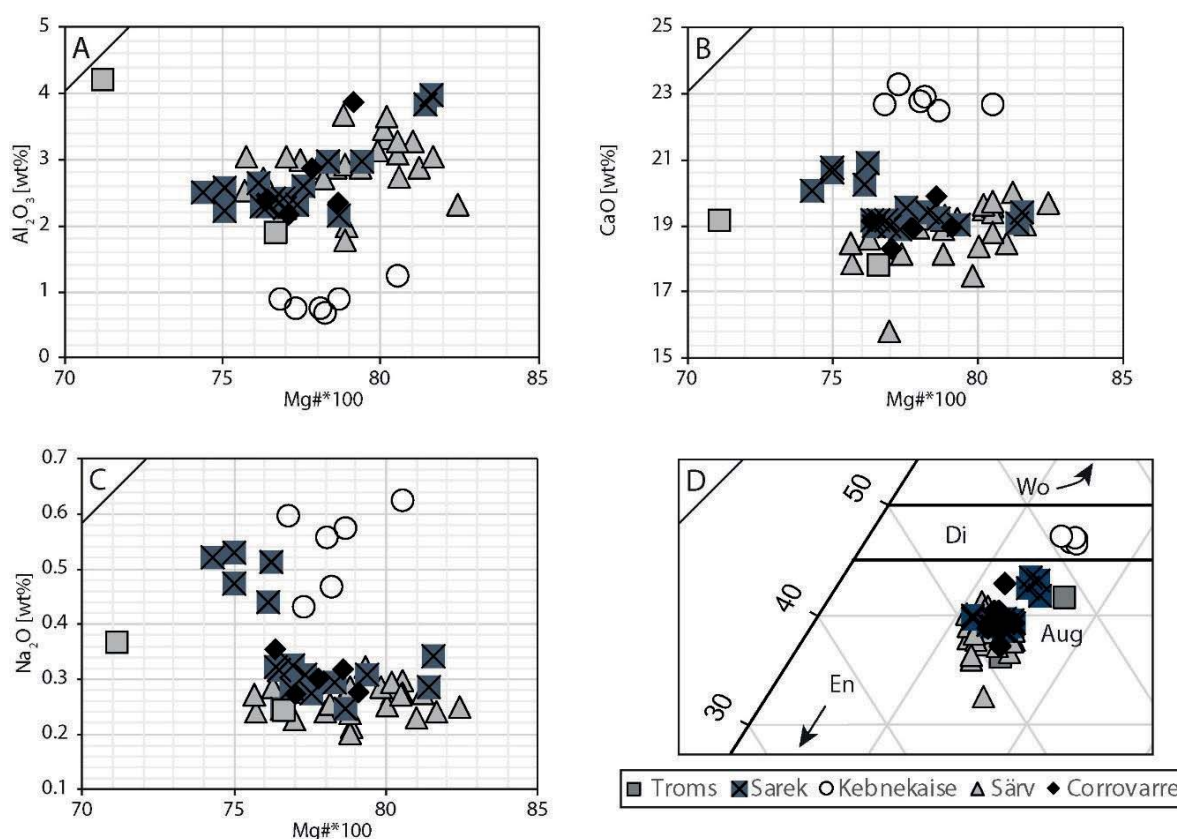 A
Al₂O₃ [wt%]
5
4
3
2
1
0
70 75 80 85
Mg#*100
B
CaO [wt%]
25
23
21
19
17
15
70 75 80 85
Mg#*100
C
Na₂O [wt%]
0.7
0.6
0.5
0.4
0.3
0.2
0.1
70 75 80 85
Mg#*100
D
Wo
50
Di
40
Aug
En
30
Troms Sarek Kebnekaise Särv Corrovarre